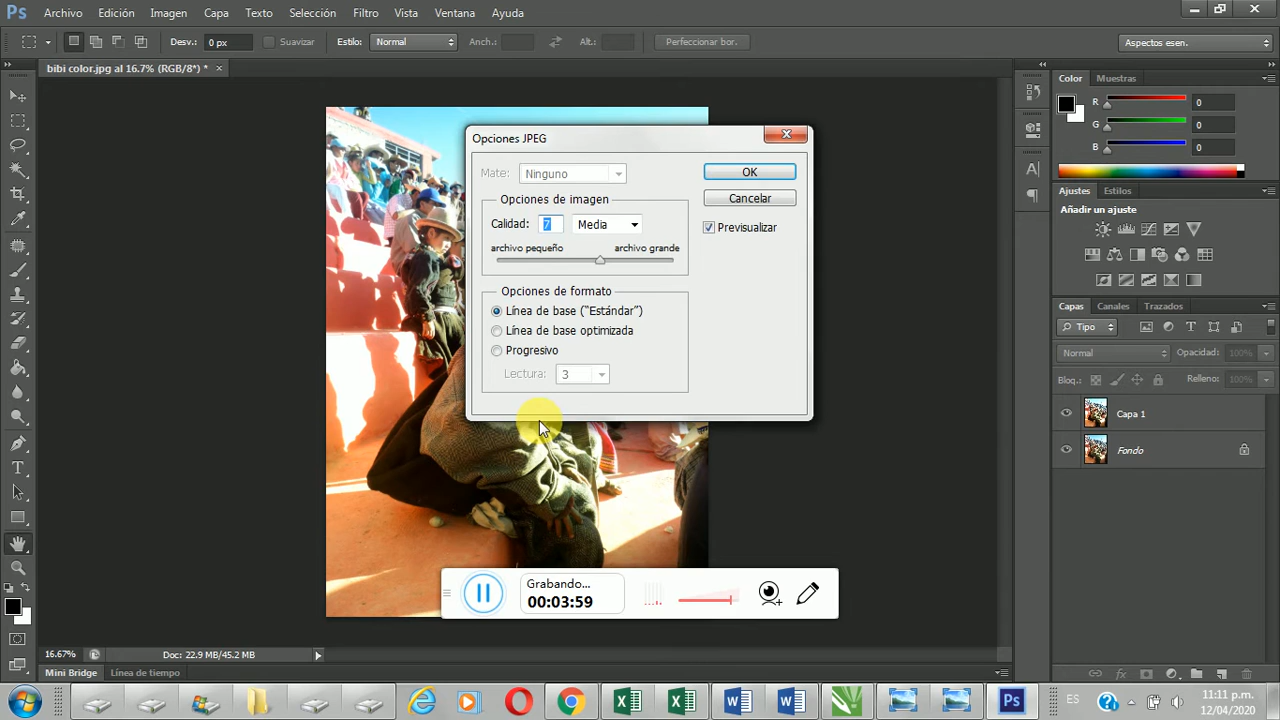 Ps Archivo Edición Imagen Capa Texto Selección Filtro Vista Ventana Ayuda
Desv.: 0 px Suavizar Estilo: Normal Anch.: Alt.: Perfeccionar bor. Aspectos esen.
bibi color.jpg al 16.7% (RGB/8*) *
Color Muestras
R 0
G 0
B 0
Ajustes Estilos
Añadir un ajuste
Capas Canales Trazados
Tipo
Normal Opacidad: 100%
Bloq.: Relleno: 100%
Capa 1
Fondo
Opciones JPEG
Mate: Ninguno
OK
Opciones de imagen
Cancelar
Calidad: 7 Media
Previsualizar
archivo pequeño archivo grande
Opciones de formato
Línea de base ("Estándar")
Línea de base optimizada
Progresivo
Lectura: 3
Grabando...
00:03:59
16.67% Doc: 22.9 MB/45.2 MB
Mini Bridge Línea de tiempo
ES
11:11 p.m.
12/04/2020